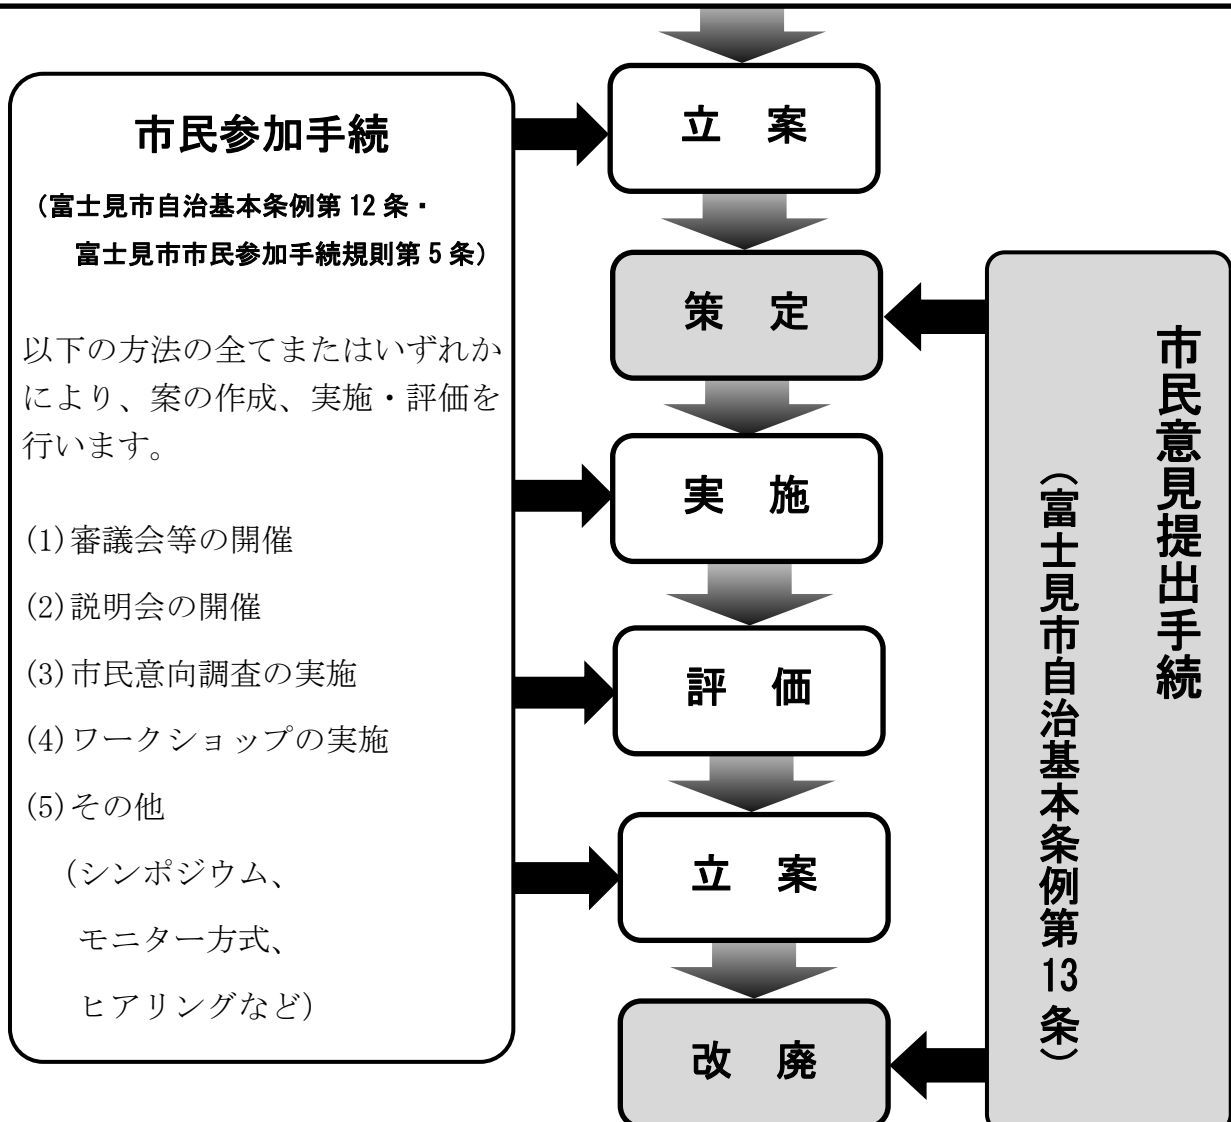 市民参加手続
（富士見市自治基本条例第 12 条・
富士見市市民参加手続規則第 5 条）
以下の方法の全てまたはいずれか
により、案の作成、実施・評価を
行います。
(1)審議会等の開催
(2)説明会の開催
(3)市民意向調査の実施
(4)ワークショップの実施
(5)その他
（シンポジウム、
モニター方式、
ヒアリングなど）
立　案
策　定
実　施
評　価
立　案
改　廃
市民意見提出手続
（富士見市自治基本条例第 13 条）